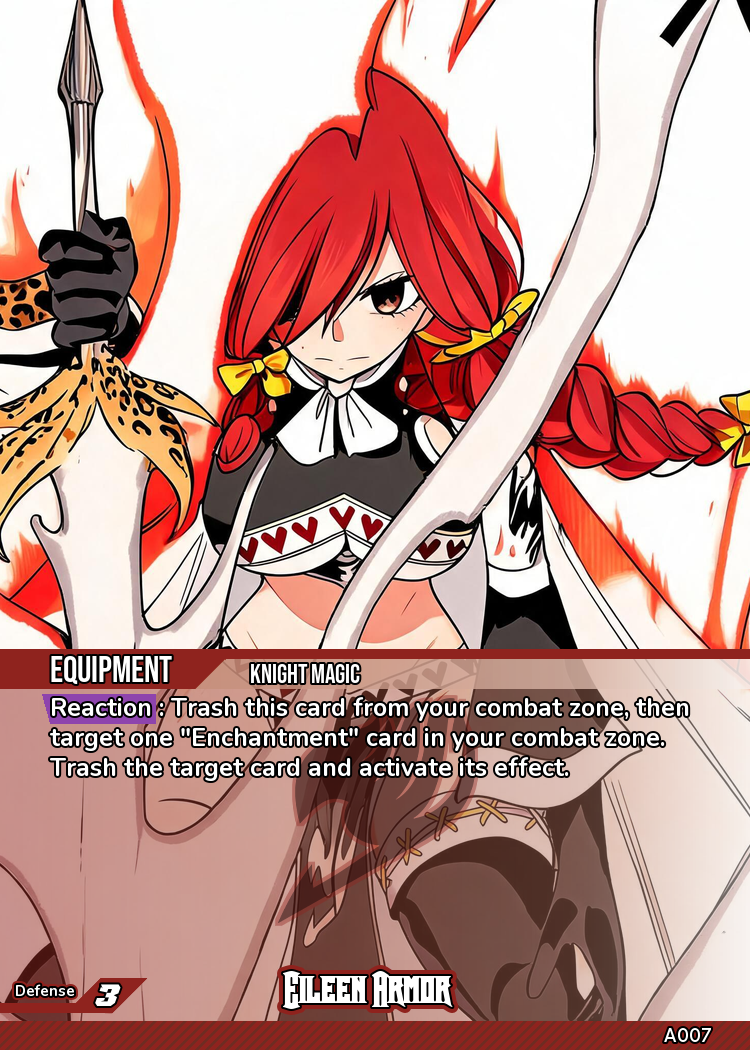 EQUIPMENT KNIGHT MAGIC
Reaction : Trash this card from your combat zone, then
target one "Enchantment" card in your combat zone.
Trash the target card and activate its effect.
Defense 3
EILEEN ARMOR
A007